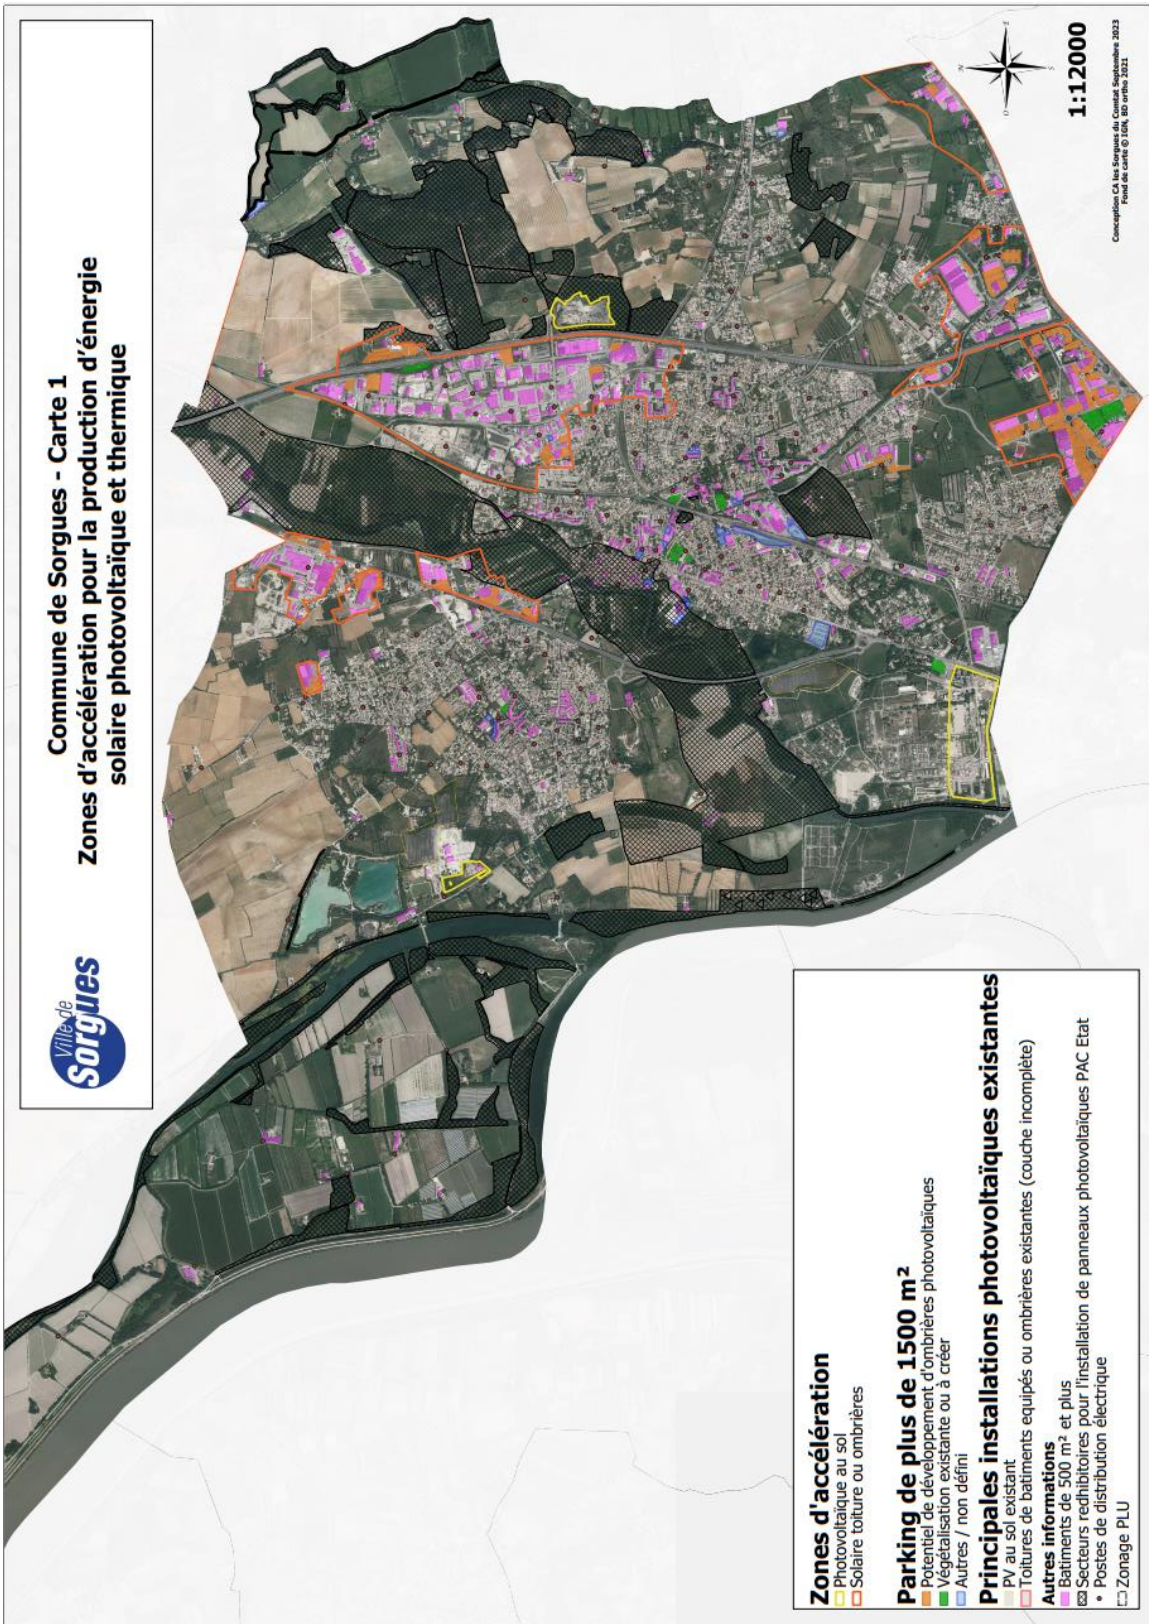 Ville de
Sorgues
Commune de Sorgues - Carte 1
Zones d'accélération pour la production d'énergie
solaire photovoltaïque et thermique
N
E
S
O
1:12000
Conception CA les Sorgues du Comtat Septembre 2023
Fond de carte © IGN, BD ortho 2021
Zones d'accélération
Photovoltaïque au sol
Solaire toiture ou ombrières
Parking de plus de 1500 m²
Potentiel de développement d'ombrières photovoltaïques
Végétalisation existante ou à créer
Autres / non défini
Principales installations photovoltaïques existantes
PV au sol existant
Toitures de batiments equipés ou ombrières existantes (couche incomplète)
Autres informations
Batiments de 500 m² et plus
Secteurs redhibitoires pour l'installation de panneaux photovoltaïques PAC Etat
Postes de distribution électrique
Zonage PLU